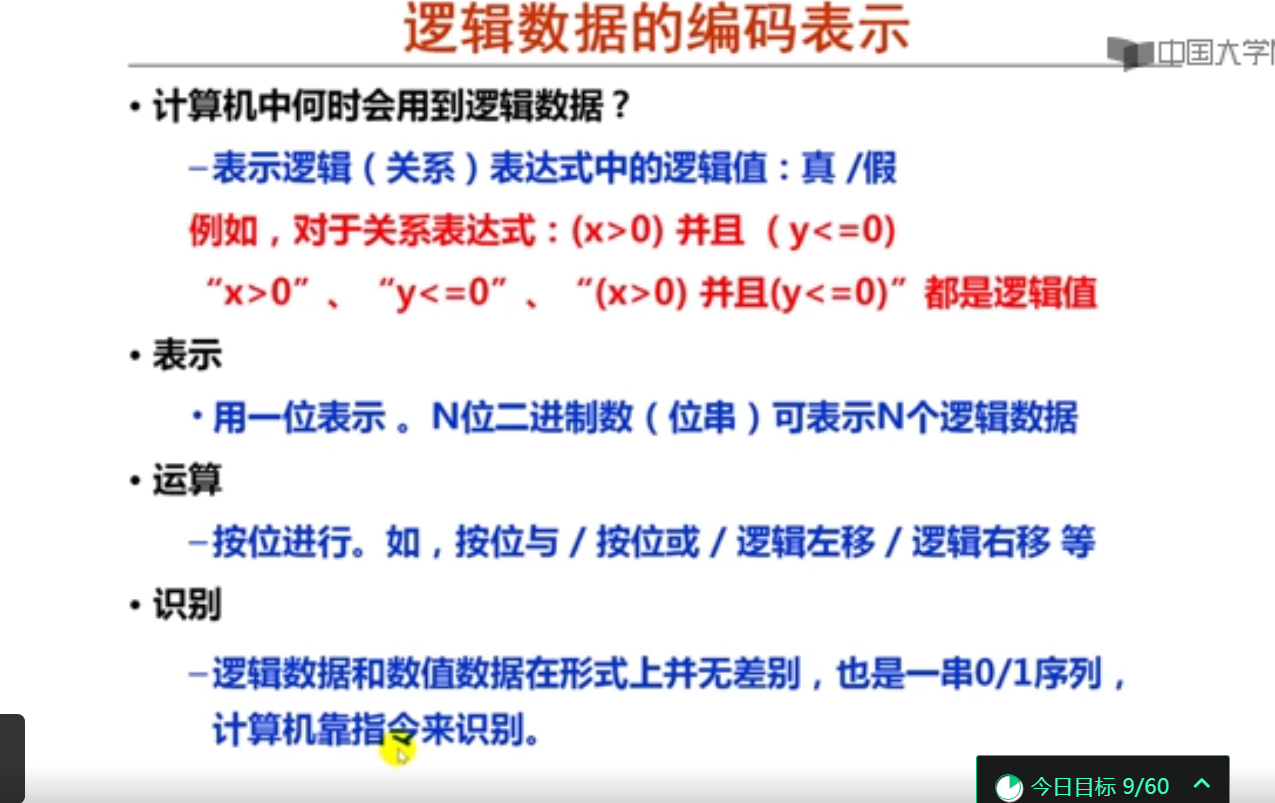 逻辑数据的编码表示
中国大学
• 计算机中何时会用到逻辑数据？
–表示逻辑（关系）表达式中的逻辑值：真 /假
例如，对于关系表达式：(x>0) 并且（ y<=0)
“x>0”、“y<=0”、“(x>0) 并且(y<=0)”都是逻辑值
• 表示
• 用一位表示 。N位二进制数（位串）可表示N个逻辑数据
• 运算
–按位进行。如，按位与 / 按位或 / 逻辑左移 / 逻辑右移 等
• 识别
–逻辑数据和数值数据在形式上并无差别，也是一串0/1序列，
计算机靠指令来识别。
今日目标 9/60